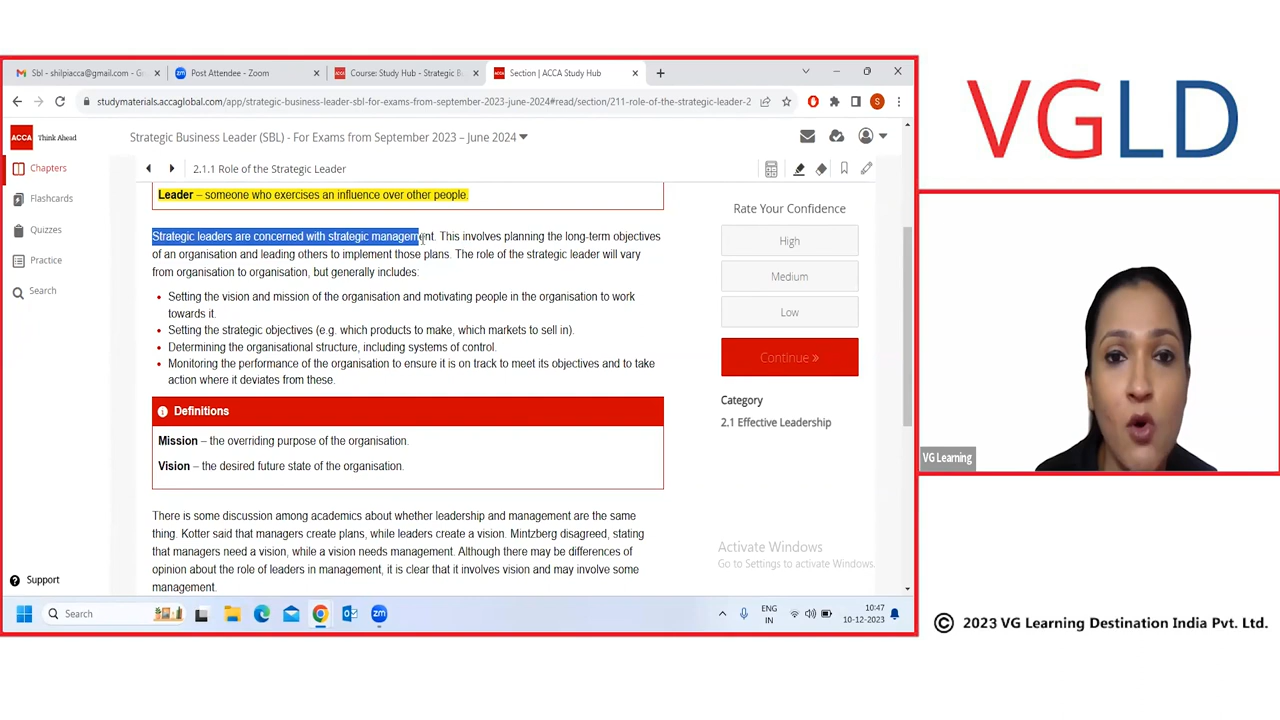 Sbl - shilpiacca@gmail.com - G
Post Attendee - Zoom
Course: Study Hub - Strategic B
Section | ACCA Study Hub
studymaterials.accaglobal.com/app/strategic-business-leader-sbl-for-exams-from-september-2023-june-2024#read/section/211-role-of-the-strategic-leader-2
S
ACCA
Think Ahead
Strategic Business Leader (SBL) - For Exams from September 2023 – June 2024
Chapters
Flashcards
Quizzes
Practice
Search
Support
2.1.1 Role of the Strategic Leader
Leader – someone who exercises an influence over other people.
Strategic leaders are concerned with strategic management. This involves planning the long-term objectives
of an organisation and leading others to implement those plans. The role of the strategic leader will vary
from organisation to organisation, but generally includes:
• Setting the vision and mission of the organisation and motivating people in the organisation to work
towards it.
• Setting the strategic objectives (e.g. which products to make, which markets to sell in).
• Determining the organisational structure, including systems of control.
• Monitoring the performance of the organisation to ensure it is on track to meet its objectives and to take
action where it deviates from these.
Definitions
Mission – the overriding purpose of the organisation.
Vision – the desired future state of the organisation.
There is some discussion among academics about whether leadership and management are the same
thing. Kotter said that managers create plans, while leaders create a vision. Mintzberg disagreed, stating
that managers need a vision, while a vision needs management. Although there may be differences of
opinion about the role of leaders in management, it is clear that it involves vision and may involve some
management.
Rate Your Confidence
High
Medium
Low
Continue »
Category
2.1 Effective Leadership
Activate Windows
Go to Settings to activate Windows.
Search
ENG
IN
10:47
10-12-2023
VGLD
VG Learning
© 2023 VG Learning Destination India Pvt. Ltd.